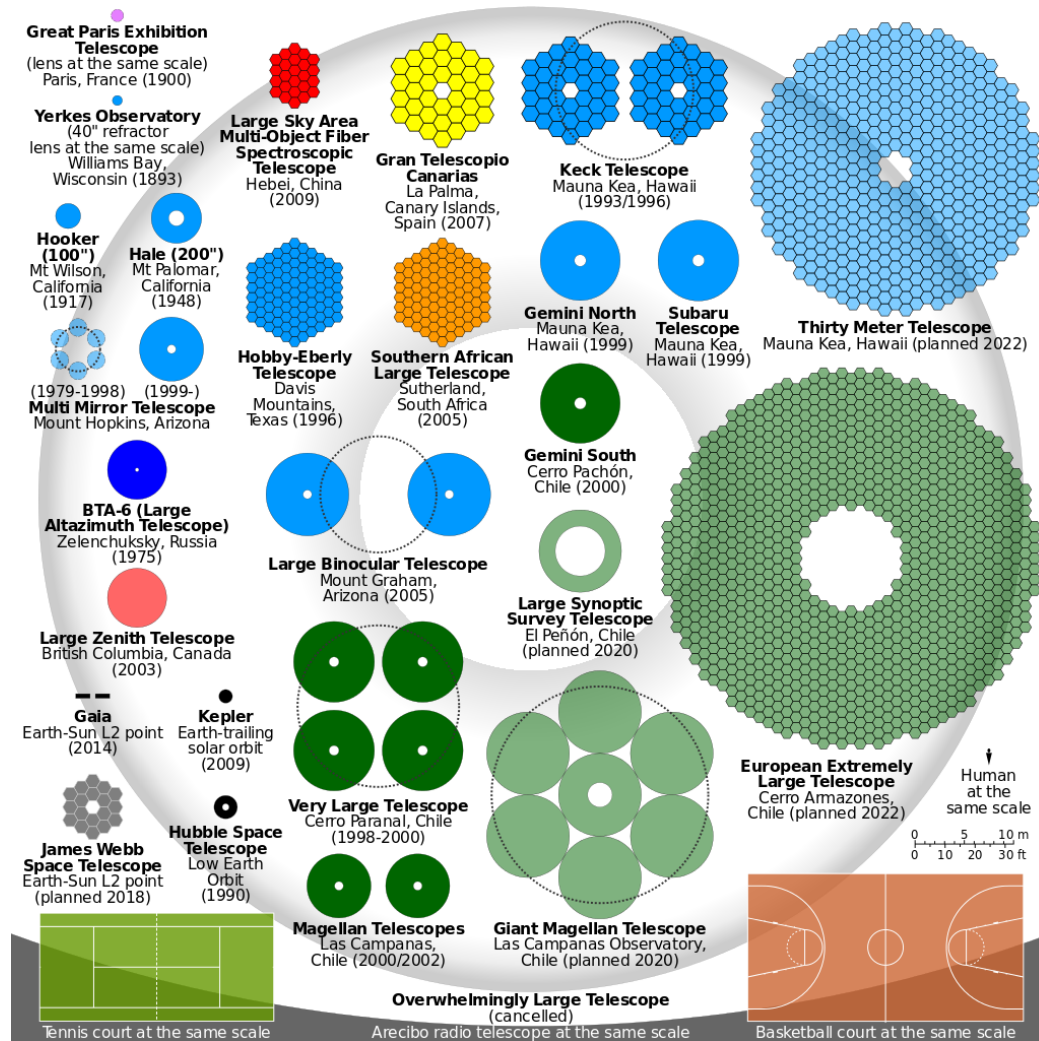 Great Paris Exhibition
Telescope
(lens at the same scale)
Paris, France (1900)
Yerkes Observatory
(40" refractor
lens at the same scale)
Williams Bay,
Wisconsin (1893)
Hooker
(100")
Mt Wilson,
California
(1917)
Hale (200")
Mt Palomar,
California
(1948)
(1979-1998)
(1999-)
Multi Mirror Telescope
Mount Hopkins, Arizona
BTA-6 (Large
Altazimuth Telescope)
Zelenchuksky, Russia
(1975)
Large Zenith Telescope
British Columbia, Canada
(2003)
Gaia
Earth-Sun L2 point
(2014)
Kepler
Earth-trailing
solar orbit
(2009)
James Webb
Space Telescope
Earth-Sun L2 point
(planned 2018)
Hubble Space
Telescope
Low Earth
Orbit
(1990)
Large Sky Area
Multi-Object Fiber
Spectroscopic
Telescope
Hebei, China
(2009)
Gran Telescopio
Canarias
La Palma,
Canary Islands,
Spain (2007)
Keck Telescope
Mauna Kea, Hawaii
(1993/1996)
Hobby-Eberly
Telescope
Davis
Mountains,
Texas (1996)
Southern African
Large Telescope
Sutherland,
South Africa
(2005)
Gemini North
Mauna Kea,
Hawaii (1999)
Subaru
Telescope
Mauna Kea,
Hawaii (1999)
Thirty Meter Telescope
Mauna Kea, Hawaii (planned 2022)
Gemini South
Cerro Pachón,
Chile (2000)
Large Binocular Telescope
Mount Graham,
Arizona (2005)
Large Synoptic
Survey Telescope
El Peñón, Chile
(planned 2020)
Very Large Telescope
Cerro Paranal, Chile
(1998-2000)
Magellan Telescopes
Las Campanas,
Chile (2000/2002)
Giant Magellan Telescope
Las Campanas Observatory,
Chile (planned 2020)
European Extremely
Large Telescope
Cerro Armazones,
Chile (planned 2022)
Human
at the
same scale
0 5 10 m
0 10 20 30 ft
Overwhelmingly Large Telescope
(cancelled)
Tennis court at the same scale
Arecibo radio telescope at the same scale
Basketball court at the same scale